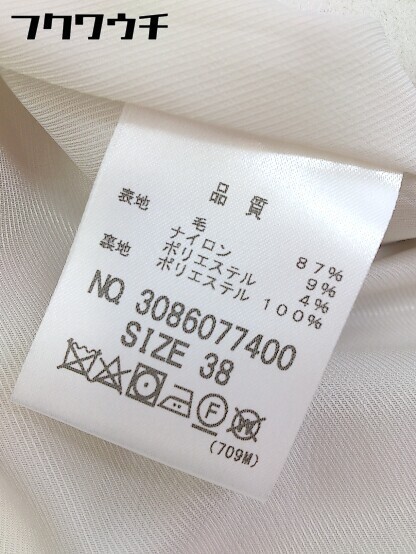 フクワウチ
品質
表地 毛 87%
ナイロン 9%
ポリエステル 4%
裏地 ポリエステル 100%
NO. 3086077400
SIZE 38
F W
(709M)